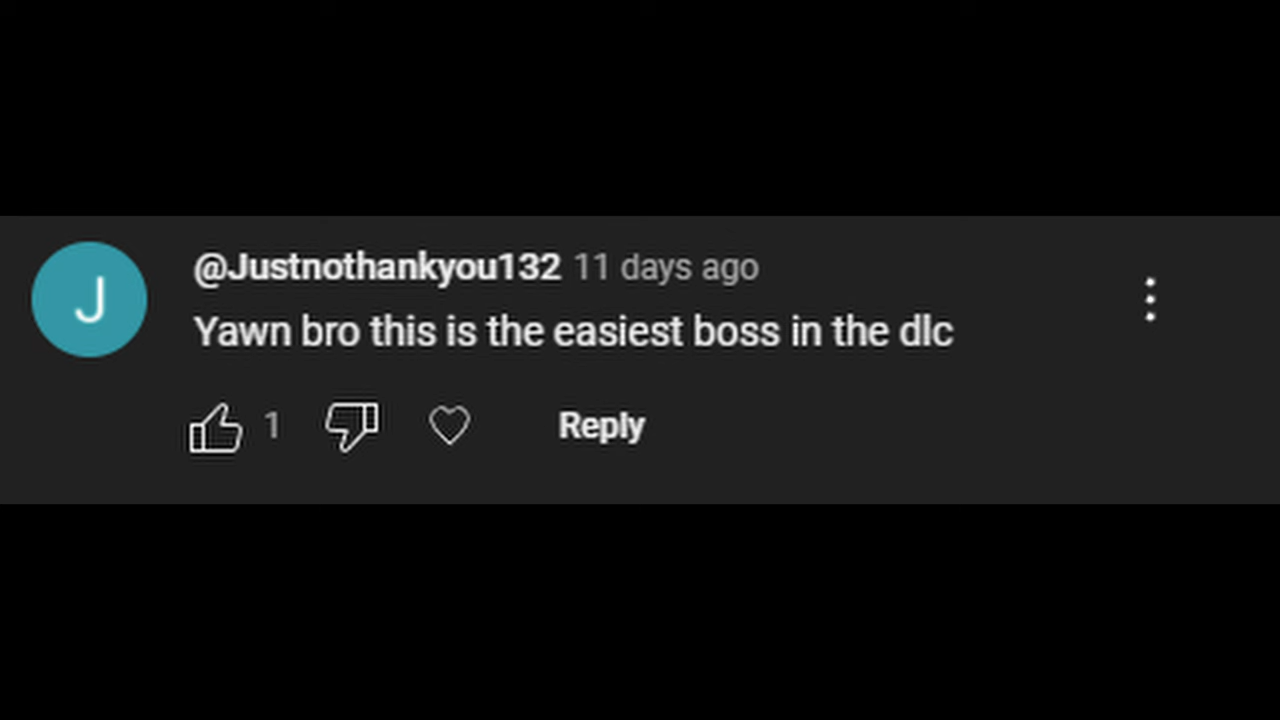 J
@Justnothankyou132 11 days ago
Yawn bro this is the easiest boss in the dlc
1
Reply